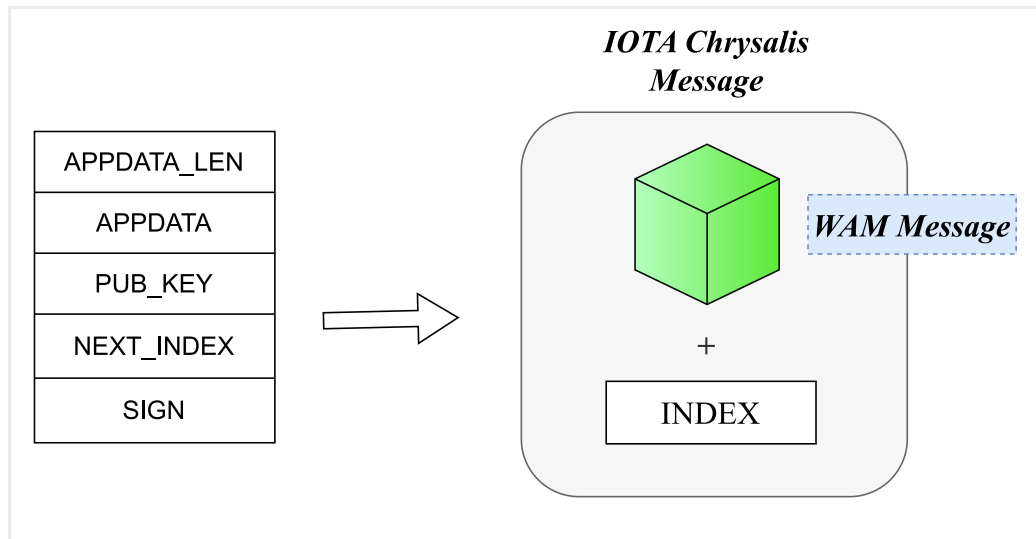 IOTA Chrysalis
Message
APPDATA_LEN
APPDATA
PUB_KEY
NEXT_INDEX
SIGN
WAM Message
+
INDEX